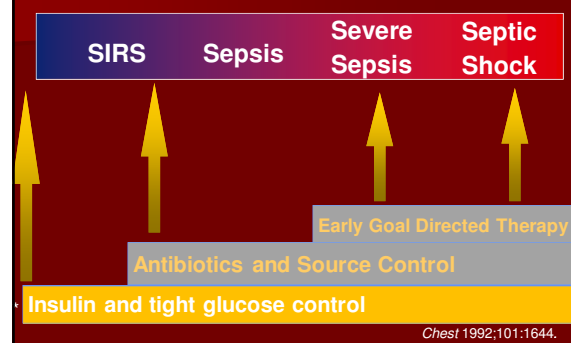 SIRS
Sepsis
Severe
Sepsis
Septic
Shock
Early Goal Directed Therapy
Antibiotics and Source Control
* Insulin and tight glucose control
Chest 1992;101:1644.